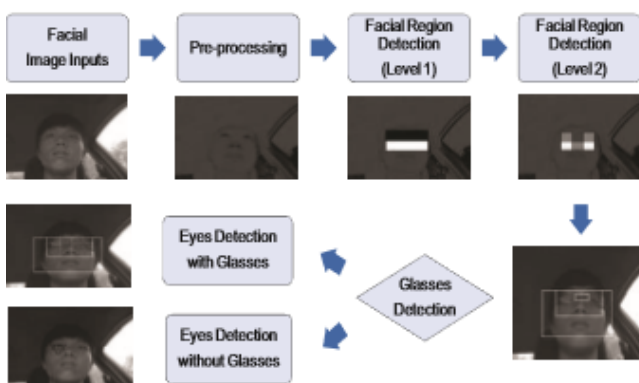 Facial
Image Inputs
Pre-processing
Facial Region
Detection
(Level 1)
Facial Region
Detection
(Level 2)
Eyes Detection
with Glasses
Glasses
Detection
Eyes Detection
without Glasses